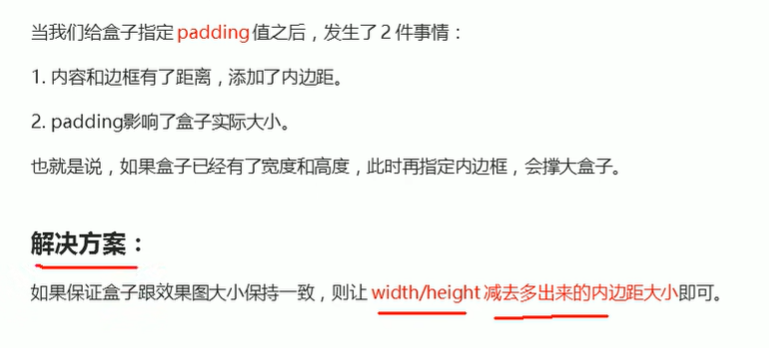 当我们给盒子指定 padding 值之后，发生了 2 件事情：
1. 内容和边框有了距离，添加了内边距。
2. padding影响了盒子实际大小。
也就是说，如果盒子已经有了宽度和高度，此时再指定内边框，会撑大盒子。
解决方案：
如果保证盒子跟效果图大小保持一致，则让 width/height 减去多出来的内边距大小即可。